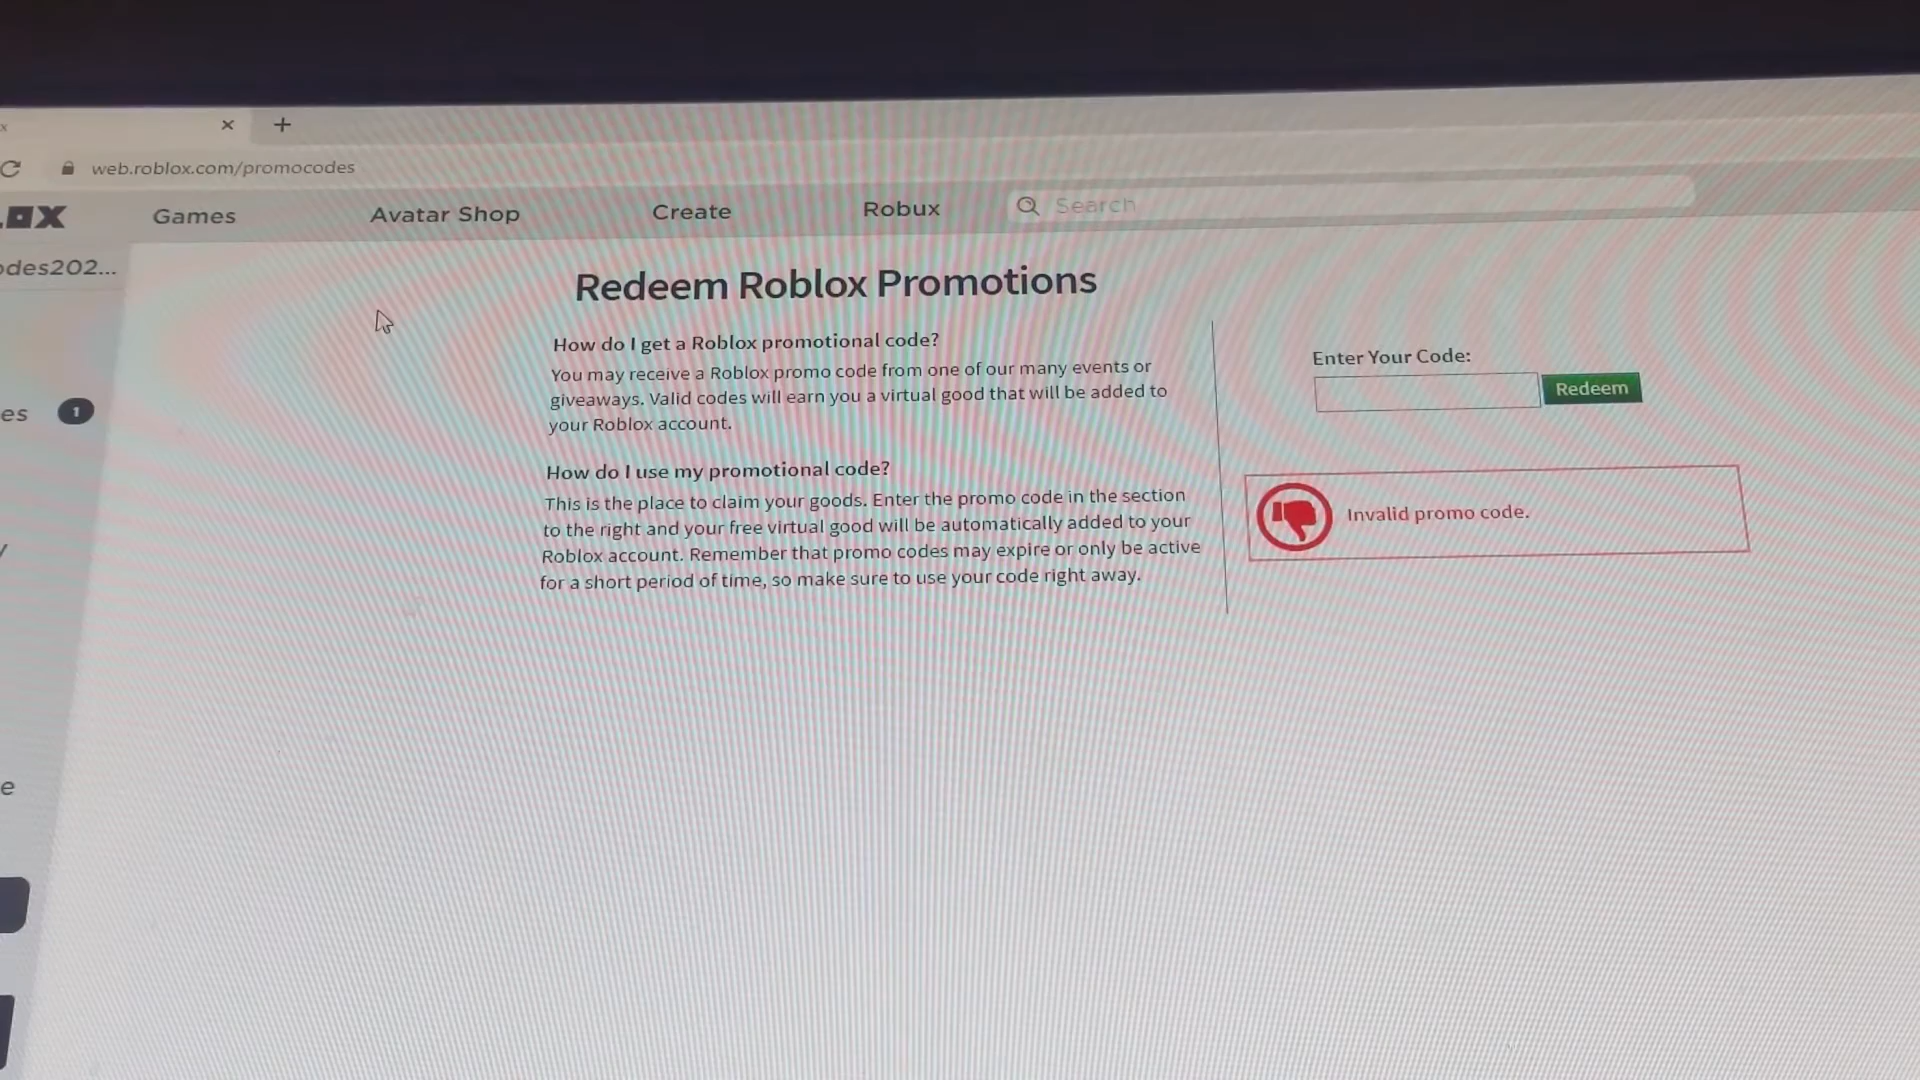 web.roblox.com/promocodes
Games Avatar Shop Create Robux Search
odes202...
Redeem Roblox Promotions
How do I get a Roblox promotional code?
You may receive a Roblox promo code from one of our many events or
giveaways. Valid codes will earn you a virtual good that will be added to
your Roblox account.
How do I use my promotional code?
This is the place to claim your goods. Enter the promo code in the section
to the right and your free virtual good will be automatically added to your
Roblox account. Remember that promo codes may expire or only be active
for a short period of time, so make sure to use your code right away.
Enter Your Code:
Redeem
Invalid promo code.
es 1
e